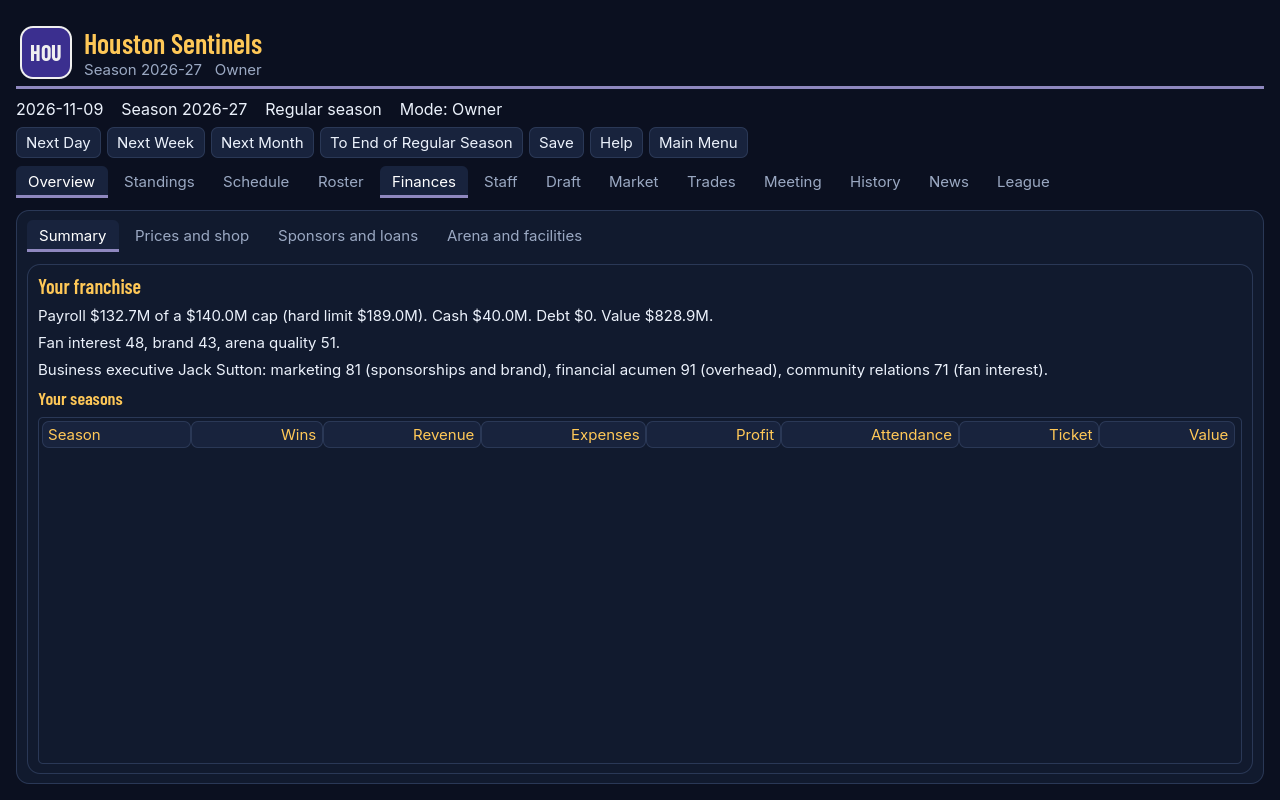 HOU
Houston Sentinels
Season 2026-27 Owner
2026-11-09 Season 2026-27 Regular season Mode: Owner
Next Day Next Week Next Month To End of Regular Season Save Help Main Menu
Overview Standings Schedule Roster Finances Staff Draft Market Trades Meeting History News League
Summary Prices and shop Sponsors and loans Arena and facilities
Your franchise
Payroll $132.7M of a $140.0M cap (hard limit $189.0M). Cash $40.0M. Debt $0. Value $828.9M.
Fan interest 48, brand 43, arena quality 51.
Business executive Jack Sutton: marketing 81 (sponsorships and brand), financial acumen 91 (overhead), community relations 71 (fan interest).
Your seasons
Season Wins Revenue Expenses Profit Attendance Ticket Value